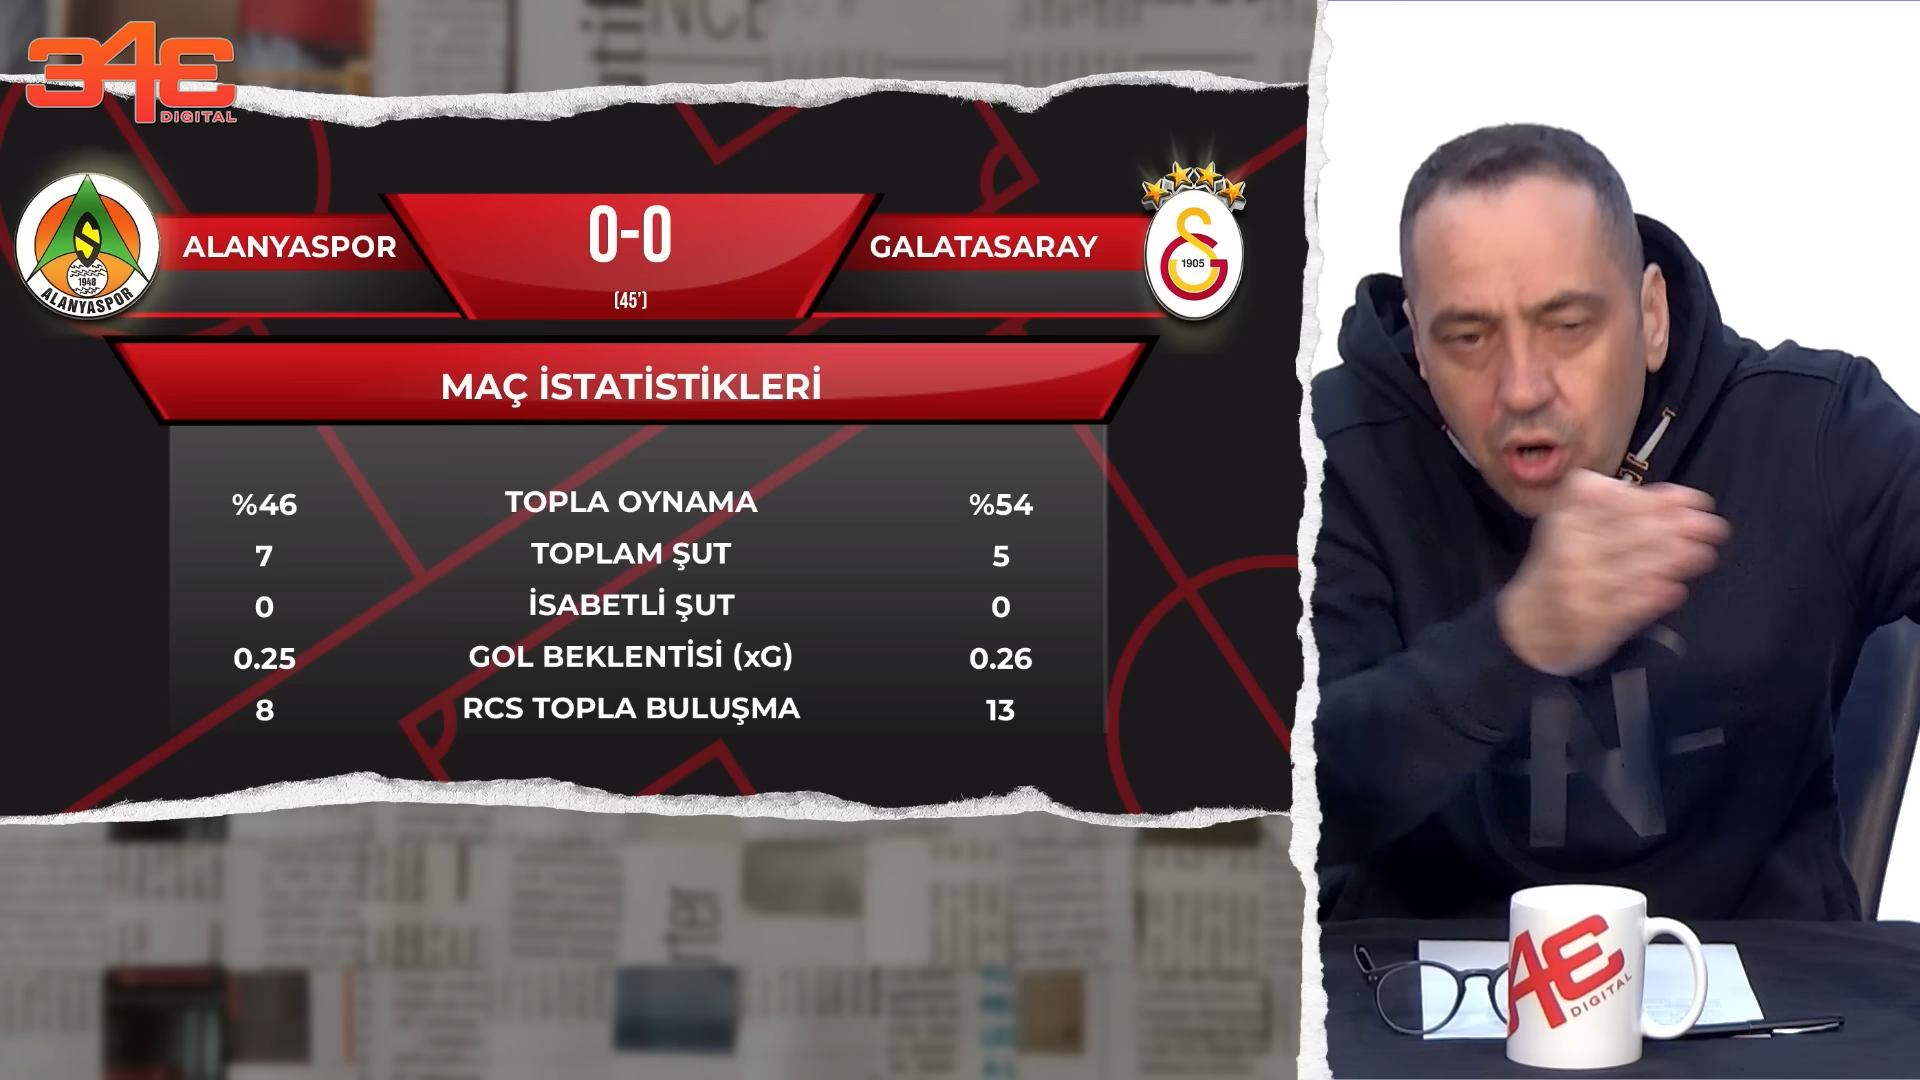 34E
DIGITAL
NCE
ALANYASPOR
0-0
GALATASARAY
(45')
1948
ALANYASPOR
1905
MAÇ İSTATİSTİKLERİ
%46 TOPLA OYNAMA %54
7 TOPLAM ŞUT 5
0 İSABETLİ ŞUT 0
0.25 GOL BEKLENTİSİ (xG) 0.26
8 RCS TOPLA BULUŞMA 13
N
4E
DIGITAL